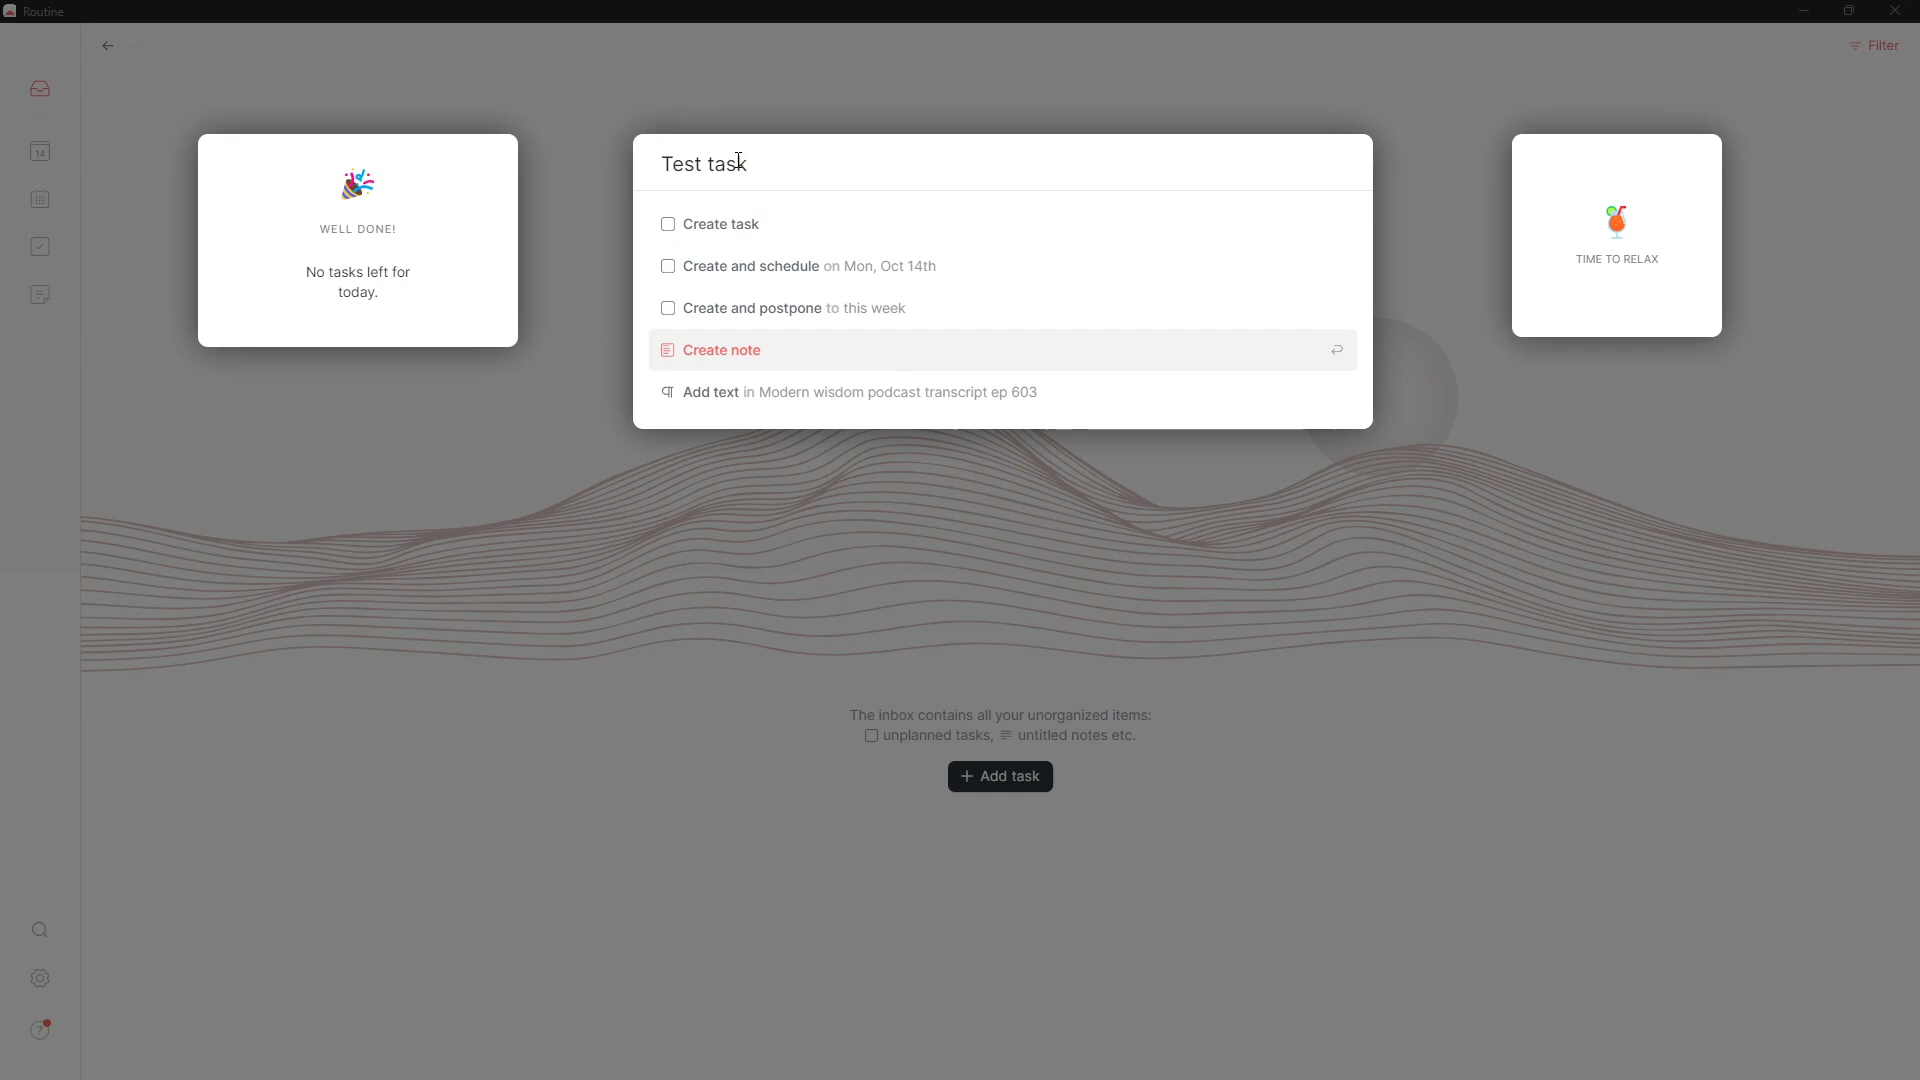 Routine
Filter
14
WELL DONE!
No tasks left for
today.
Test task
Create task
Create and schedule on Mon, Oct 14th
Create and postpone to this week
Create note
Add text in Modern wisdom podcast transcript ep 603
TIME TO RELAX
The inbox contains all your unorganized items:
unplanned tasks, untitled notes etc.
+ Add task
?